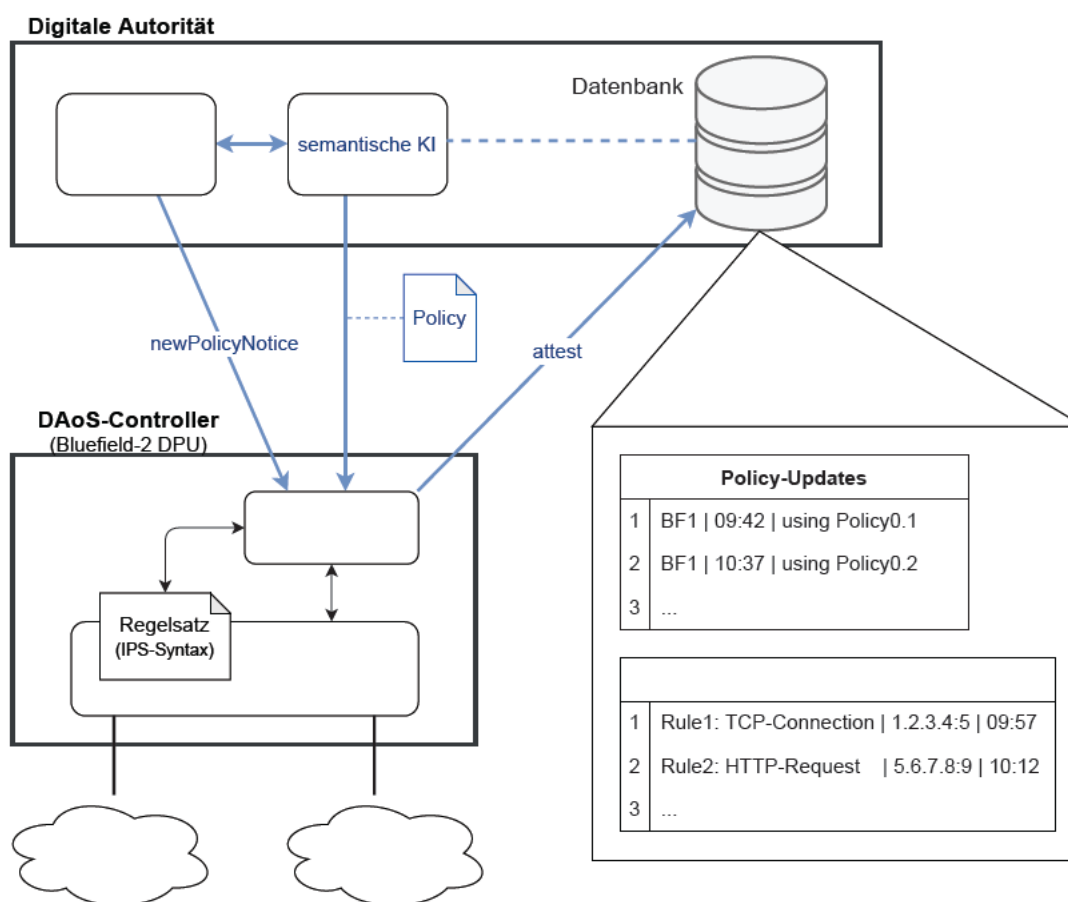 Digitale Autorität
Datenbank
semantische KI
Policy
newPolicyNotice
attest
DAoS-Controller
(Bluefield-2 DPU)
Regelsatz
(IPS-Syntax)
Policy-Updates
1 BF1 | 09:42 | using Policy0.1
2 BF1 | 10:37 | using Policy0.2
3 ...
1 Rule1: TCP-Connection | 1.2.3.4:5 | 09:57
2 Rule2: HTTP-Request | 5.6.7.8:9 | 10:12
3 ...